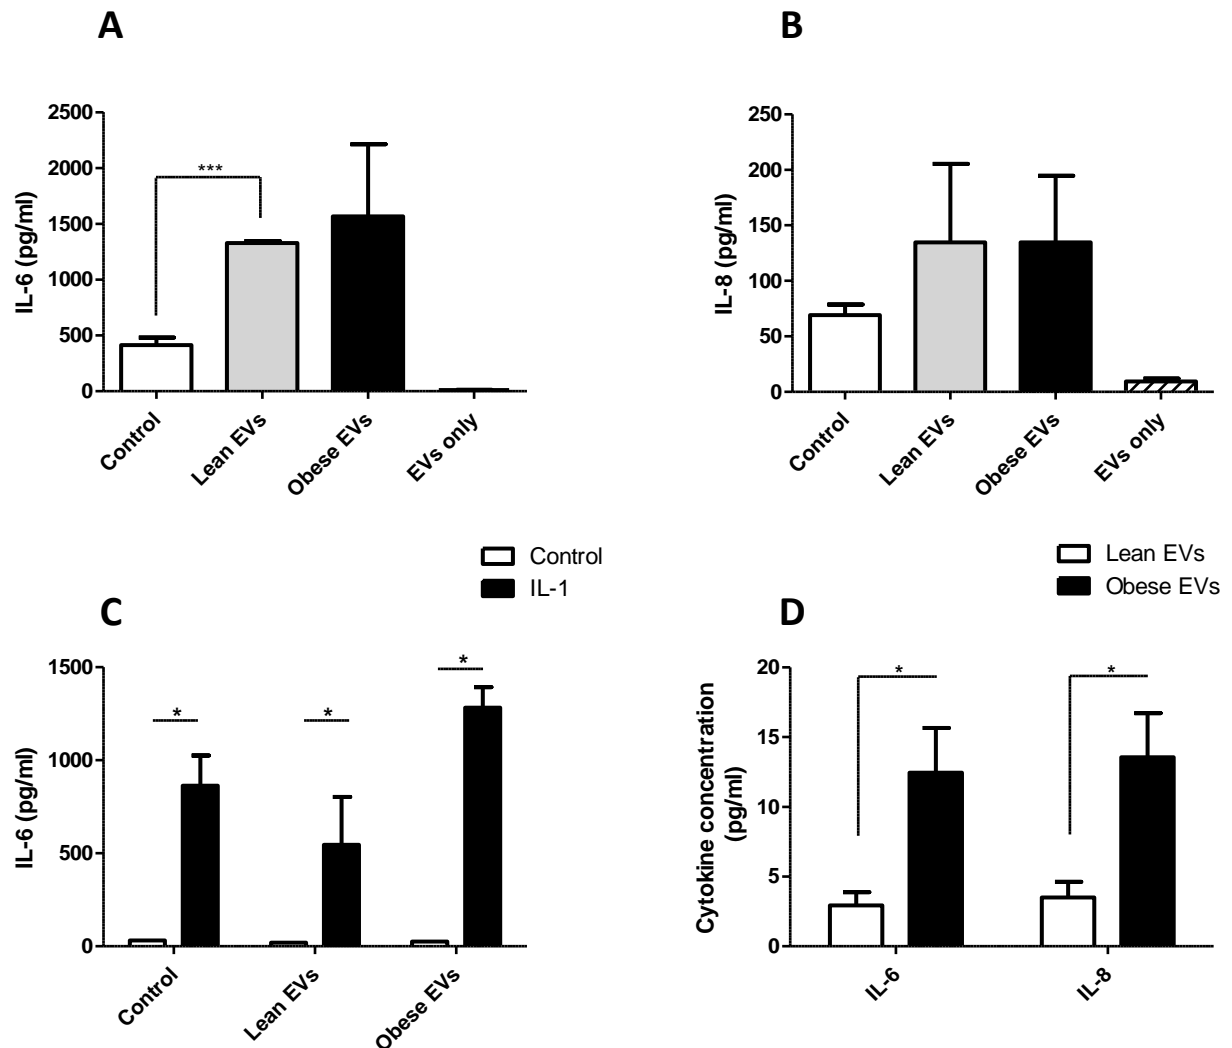 A
IL-6 (pg/ml)
2500
2000
1500
1000
500
0
***
Control
Lean EVs
Obese EVs
EVs only
B
IL-8 (pg/ml)
250
200
150
100
50
0
Control
Lean EVs
Obese EVs
EVs only
Control
IL-1
C
IL-6 (pg/ml)
1500
1000
500
0
*
*
*
Control
Lean EVs
Obese EVs
Lean EVs
Obese EVs
D
Cytokine concentration
(pg/ml)
20
15
10
5
0
*
*
IL-6
IL-8